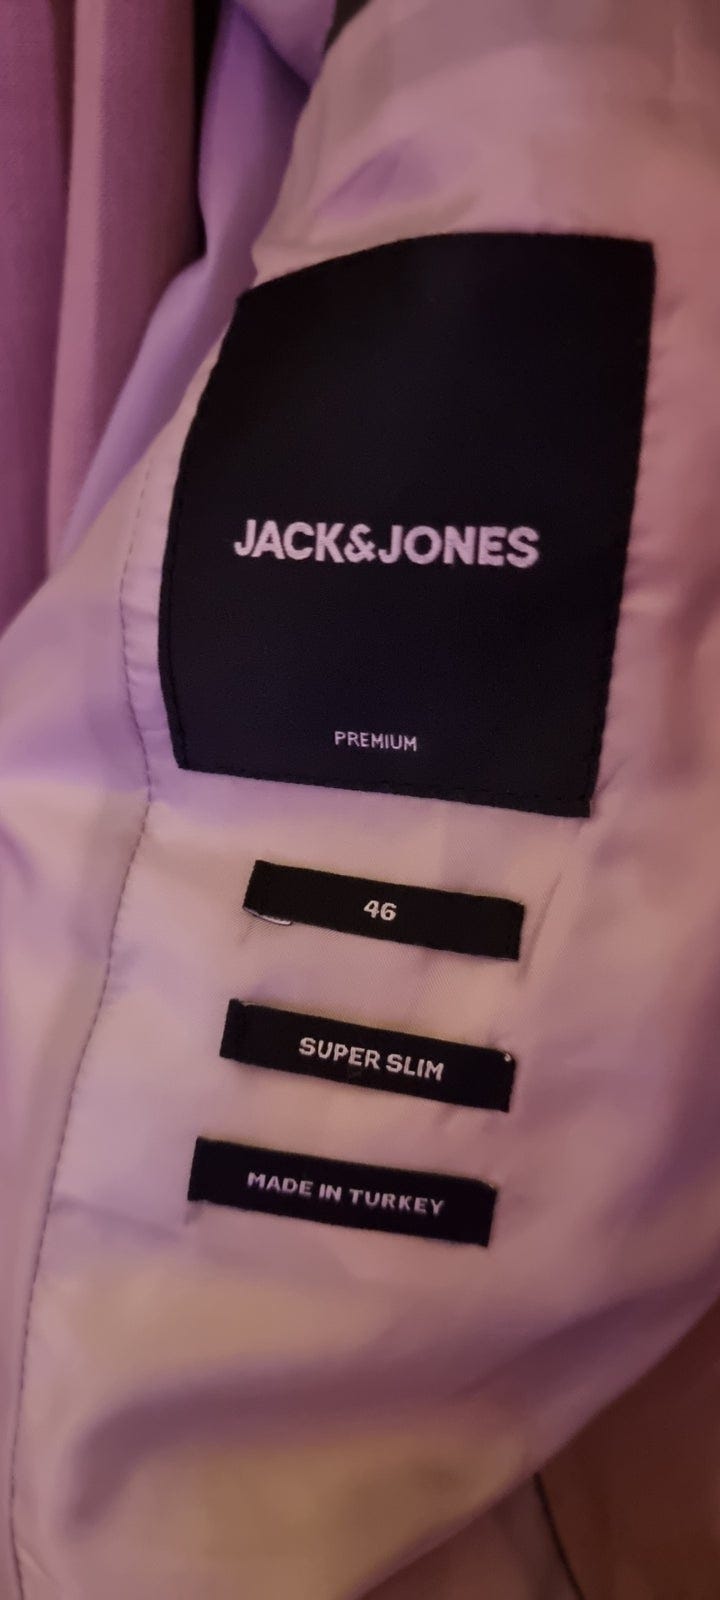 JACK&JONES
PREMIUM
46
SUPER SLIM
MADE IN TURKEY